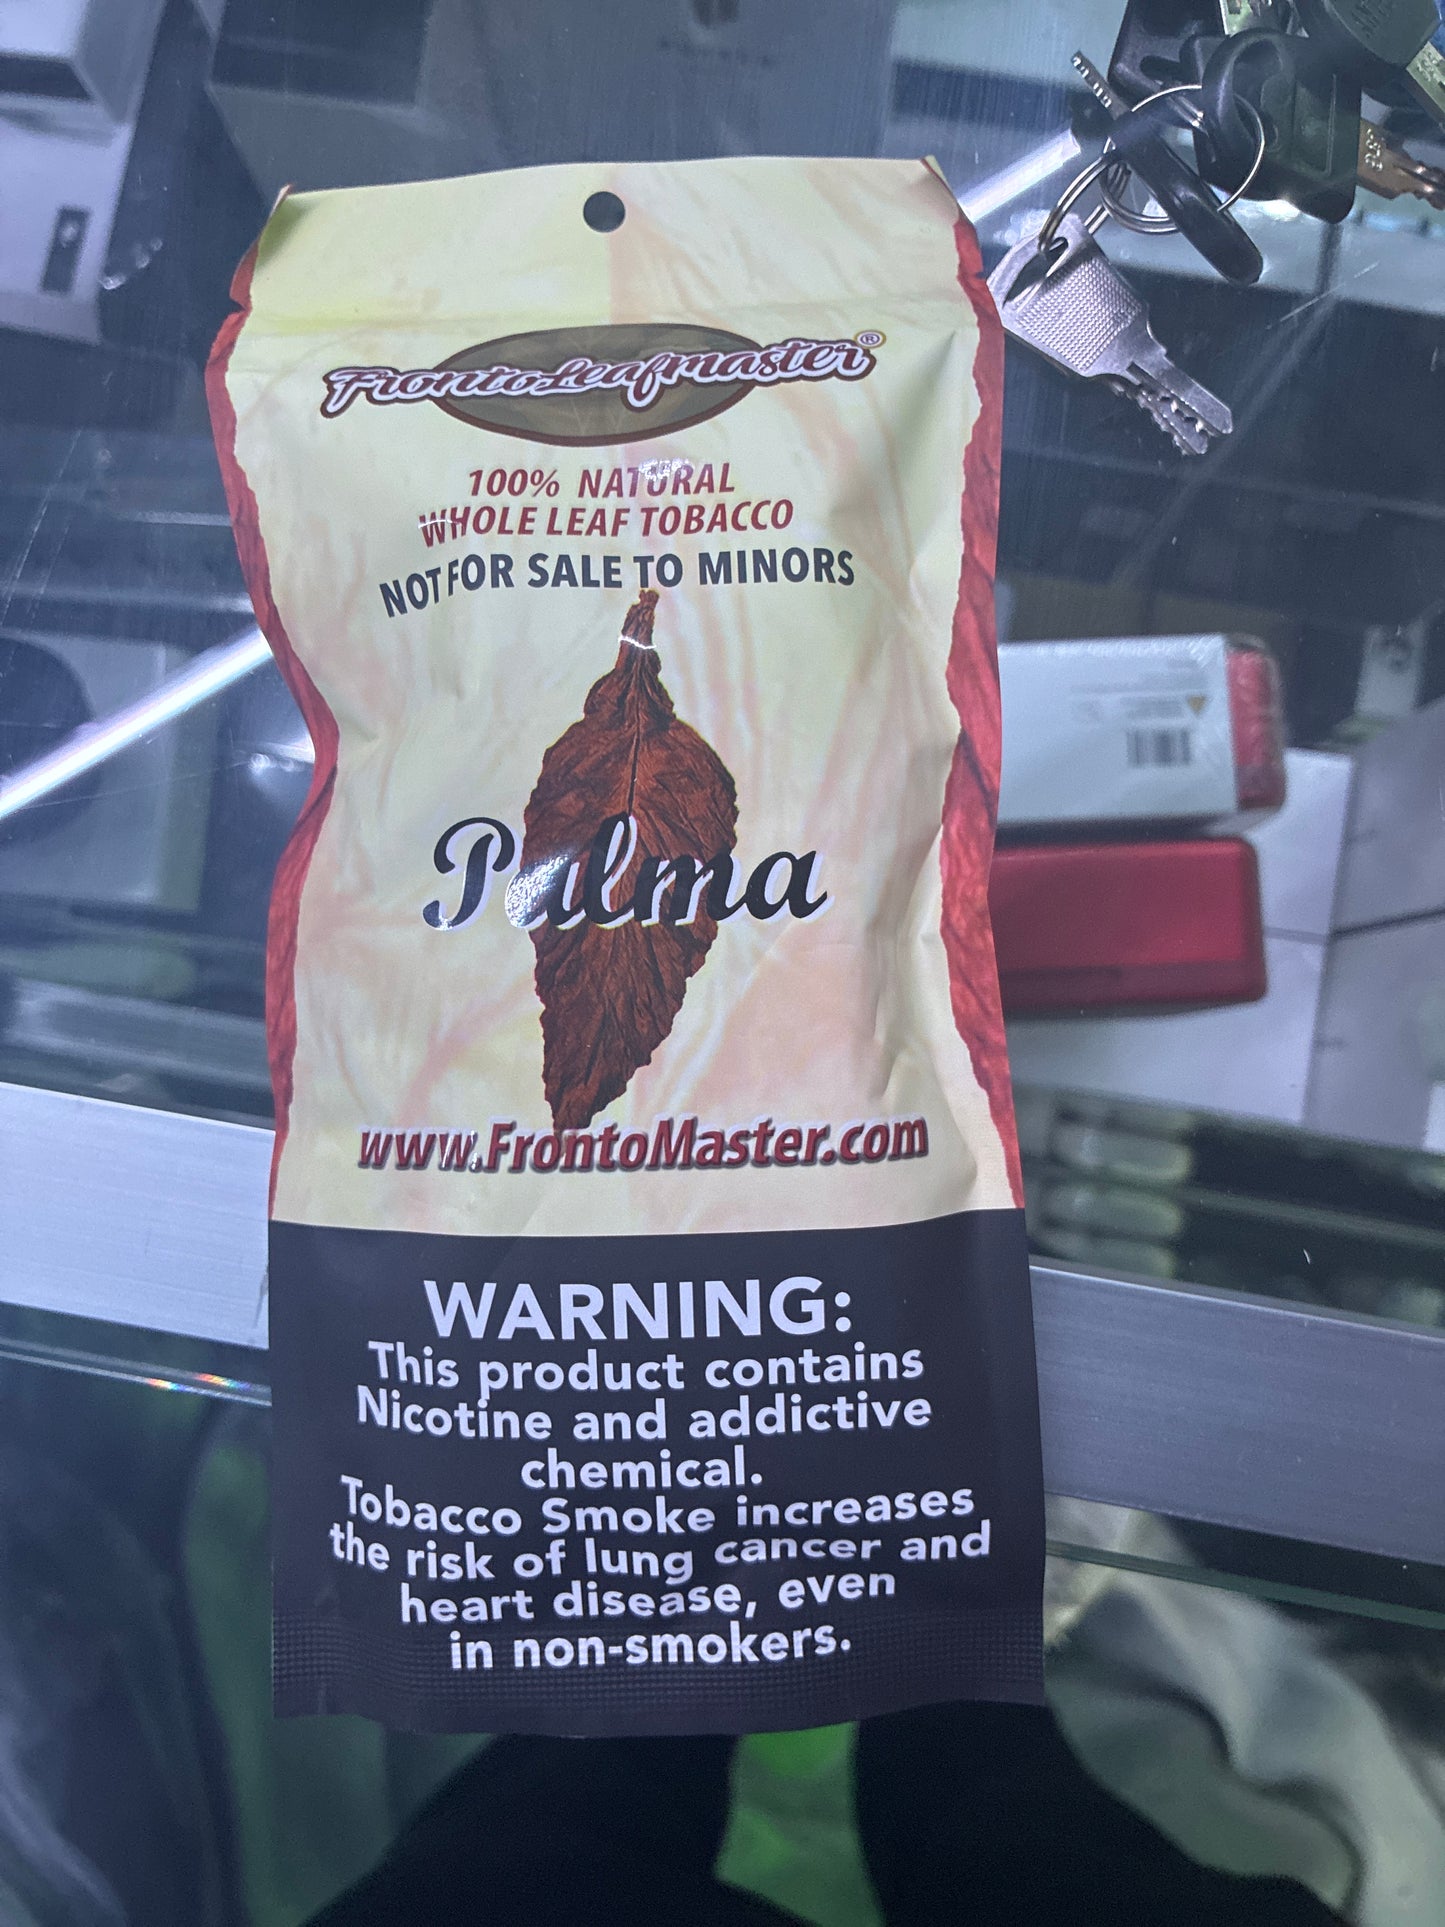 FrontoLeafmaster®
100% NATURAL
WHOLE LEAF TOBACCO
NOT FOR SALE TO MINORS
Palma
www.FrontoMaster.com
WARNING:
This product contains
Nicotine and addictive
chemical.
Tobacco Smoke increases
the risk of lung cancer and
heart disease, even
in non-smokers.